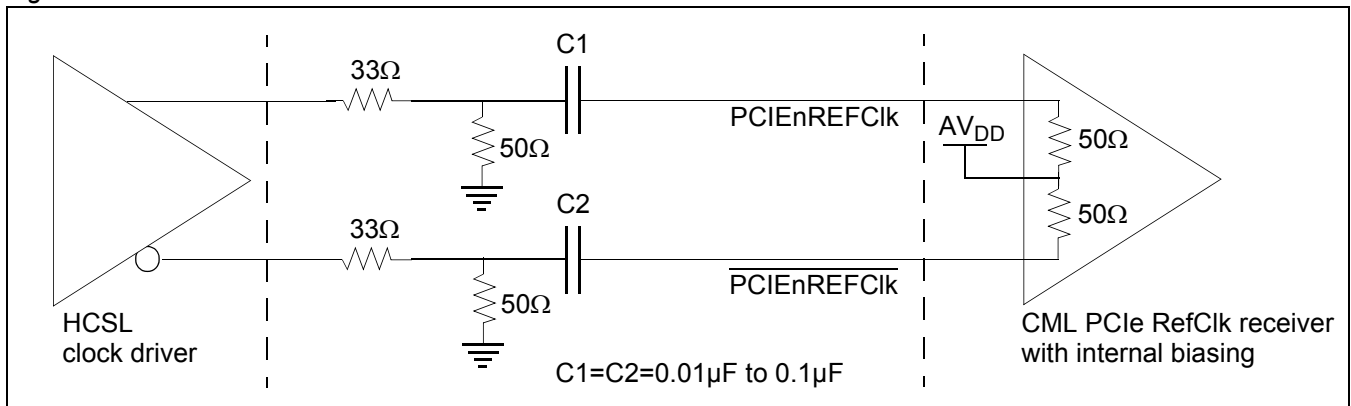 C1
33Ω
PCIEnREFClk
AVDD
50Ω
50Ω
C2
50Ω
33Ω
PCIEnREFClk
50Ω
HCSL
clock driver
CML PCIe RefClk receiver
with internal biasing
C1=C2=0.01µF to 0.1µF